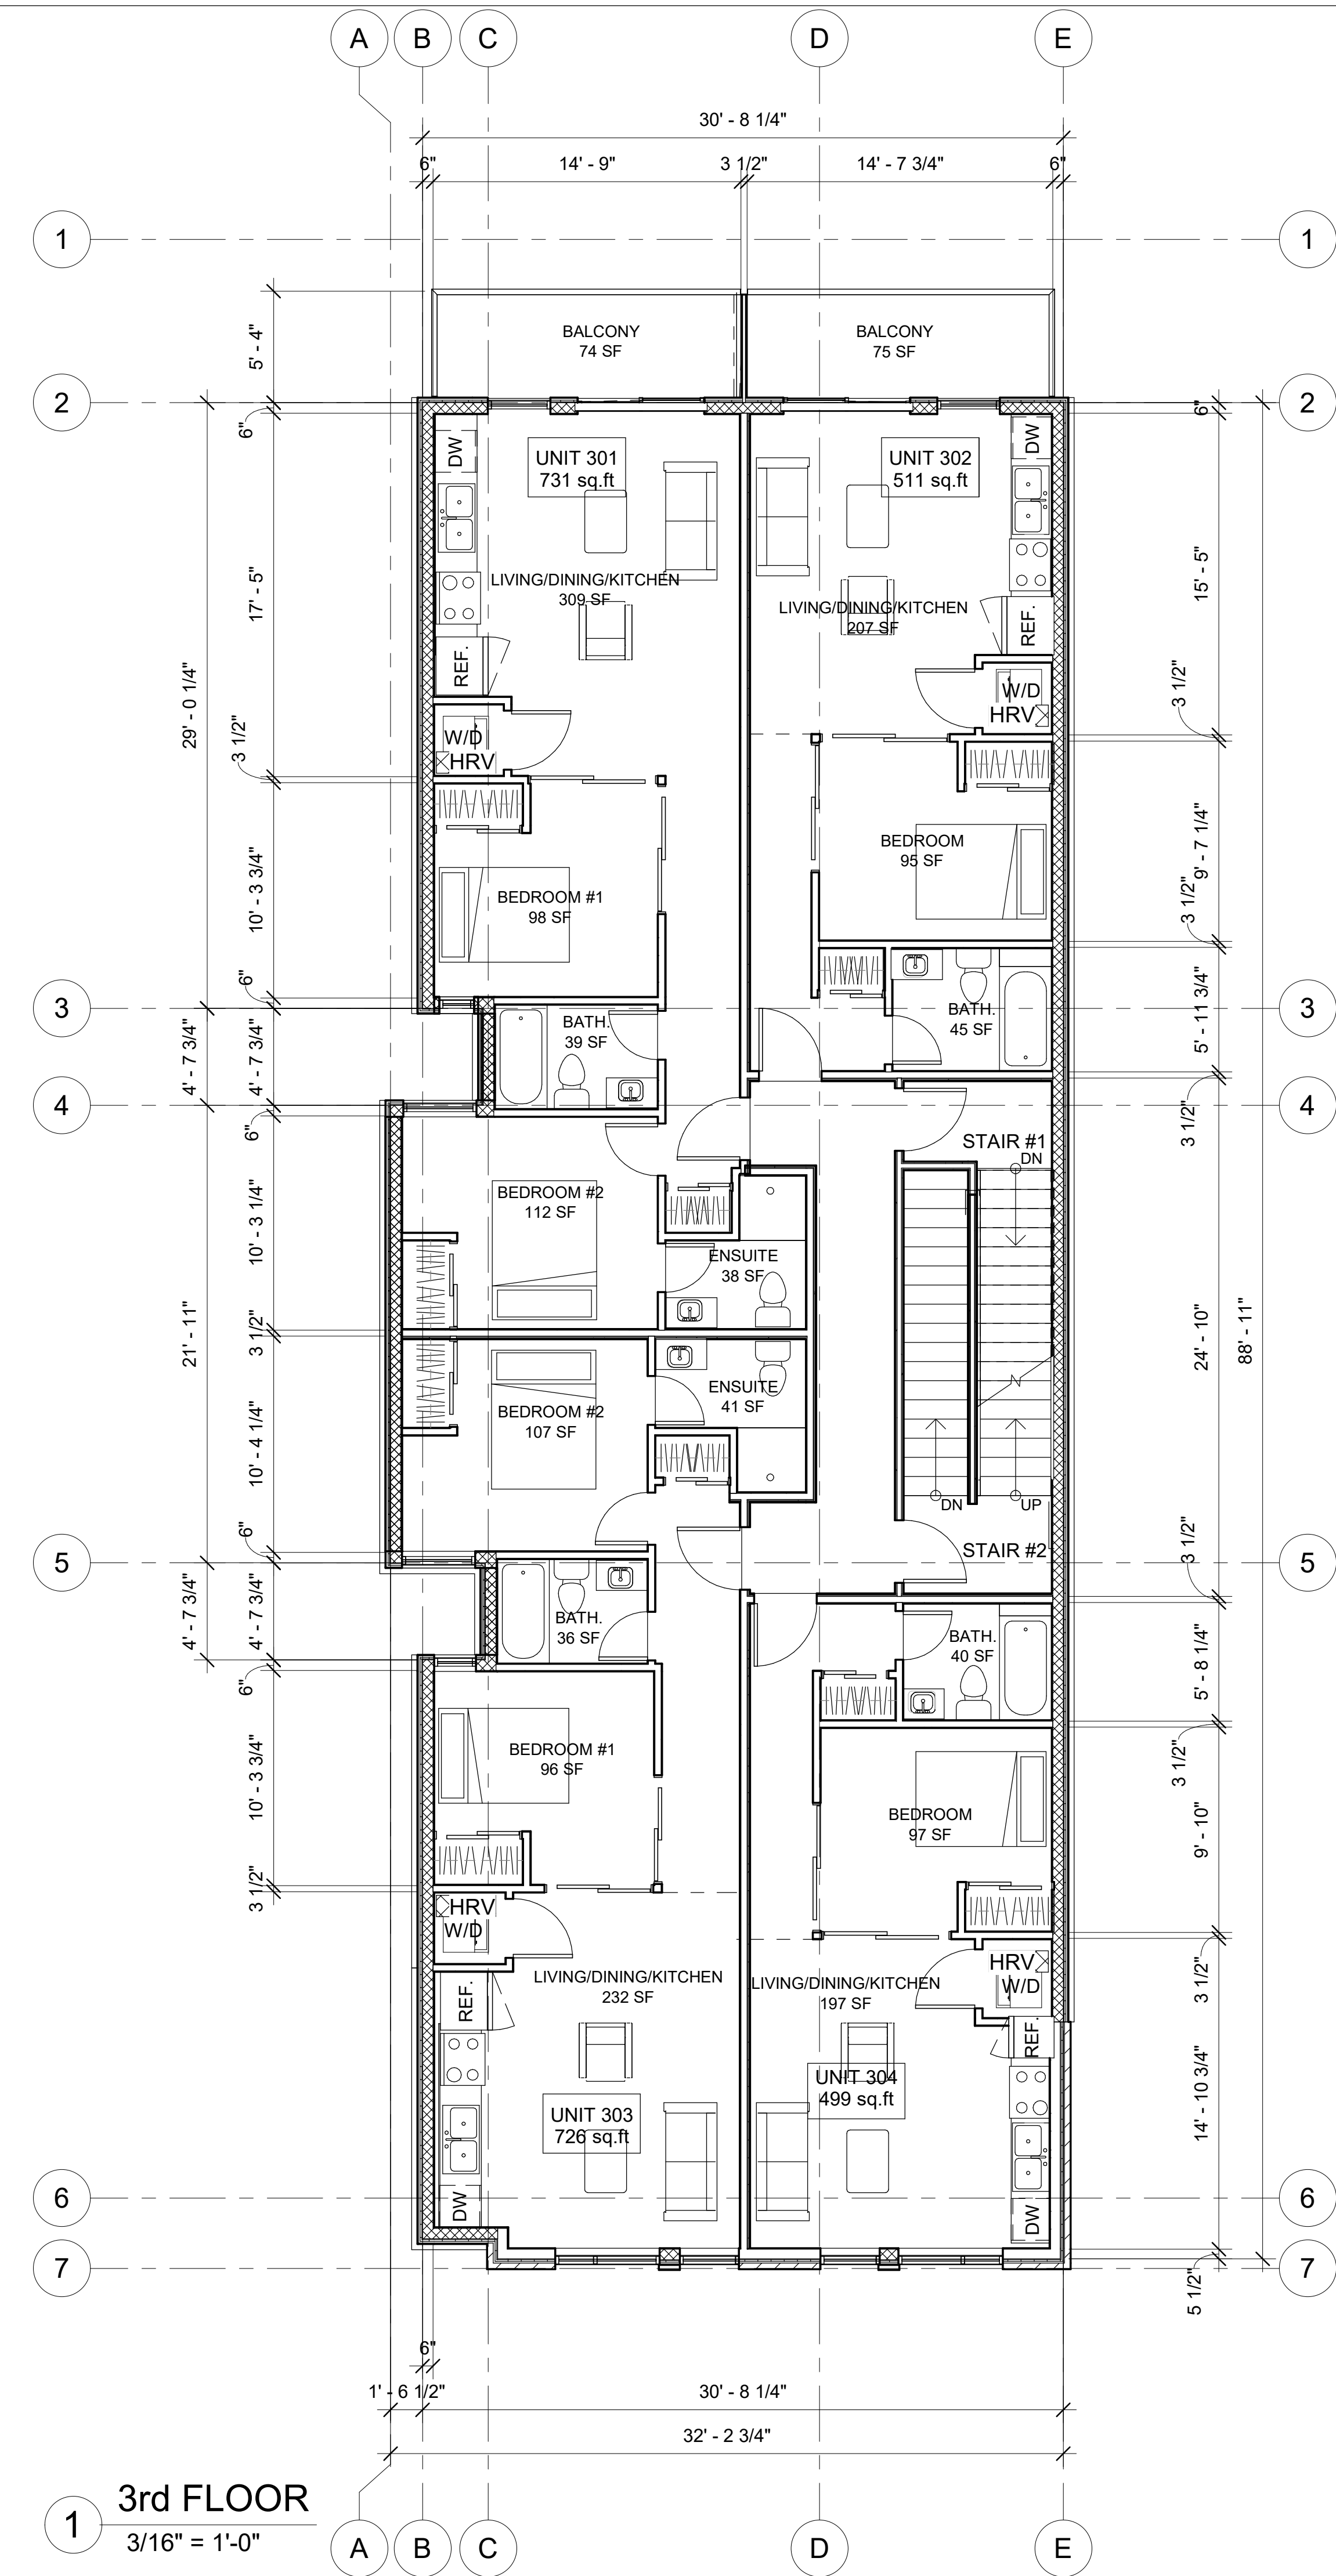 A B C D E
30' - 8 1/4"
6" 14' - 9" 3 1/2" 14' - 7 3/4" 6"
1 1
5' - 4"
BALCONY
74 SF
BALCONY
75 SF
2 2
6" 6"
DW
UNIT 301
731 sq.ft
UNIT 302
511 sq.ft
DW
17' - 5"
15' - 5"
29' - 0 1/4"
LIVING/DINING/KITCHEN
309 SF
LIVING/DINING/KITCHEN
207 SF
REF.
REF.
3 1/2"
3 1/2"
W/D
HRV
W/D
HRV
10' - 3 3/4"
9' - 7 1/4"
BEDROOM
95 SF
BEDROOM #1
98 SF
3 1/2"
6"
3 3
4' - 7 3/4" 4' - 7 3/4"
BATH.
39 SF
BATH.
45 SF
5' - 11 3/4"
4 4
6"
3 1/2"
STAIR #1
DN
10' - 3 1/4"
BEDROOM #2
112 SF
ENSUITE
38 SF
21' - 11"
3 1/2"
24' - 10"
88' - 11"
ENSUITE
41 SF
BEDROOM #2
107 SF
10' - 4 1/4"
DN UP
6"
3 1/2"
STAIR #2
5 5
4' - 7 3/4" 4' - 7 3/4"
BATH.
36 SF
BATH.
40 SF
5' - 8 1/4"
6"
BEDROOM #1
96 SF
10' - 3 3/4"
3 1/2"
BEDROOM
97 SF
9' - 10"
3 1/2"
HRV
W/D
HRV
W/D
3 1/2"
LIVING/DINING/KITCHEN
232 SF
LIVING/DINING/KITCHEN
197 SF
REF.
REF.
UNIT 304
499 sq.ft
14' - 10 3/4"
UNIT 303
726 sq.ft
6 6
DW
DW
7 7
5 1/2"
6"
1' - 6 1/2" 30' - 8 1/4"
32' - 2 3/4"
1 3rd FLOOR
3/16" = 1'-0"
A B C D E